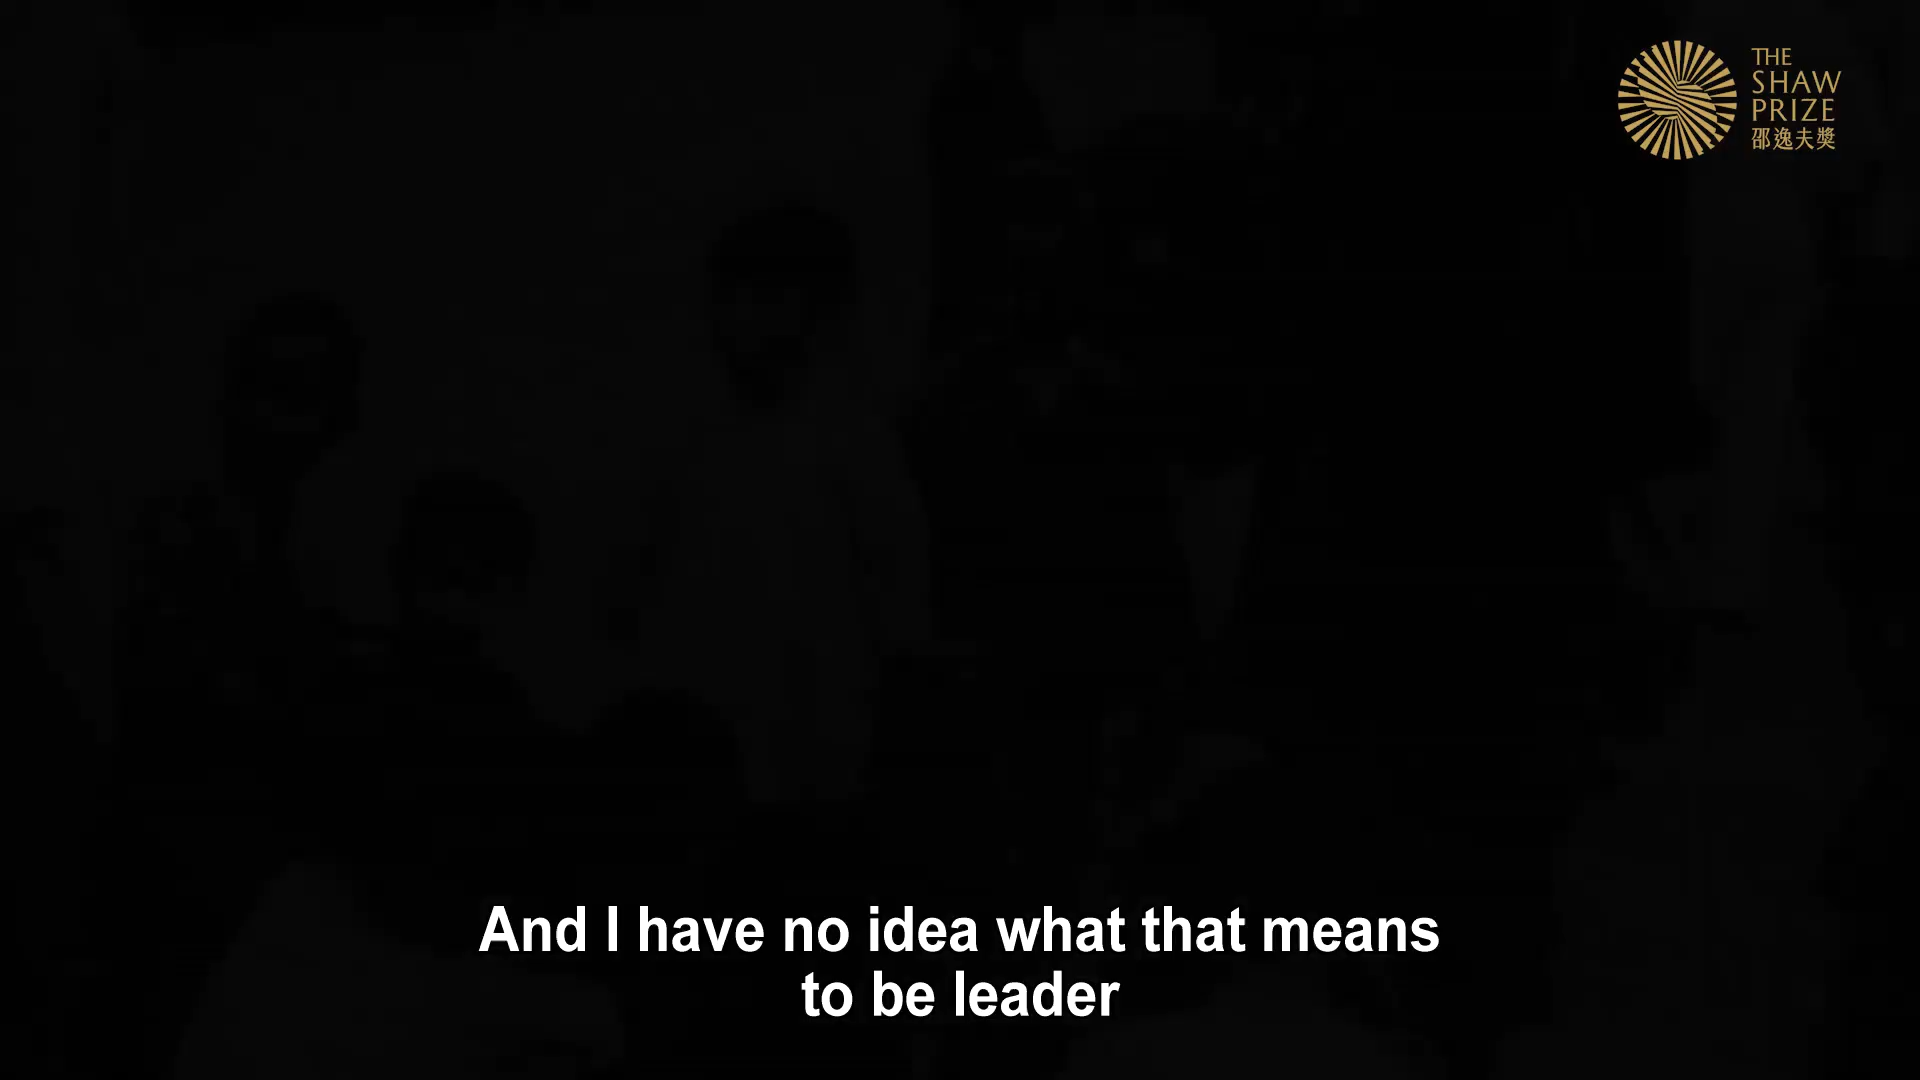 THE
SHAW
PRIZE
邵逸夫獎
And I have no idea what that means
to be leader